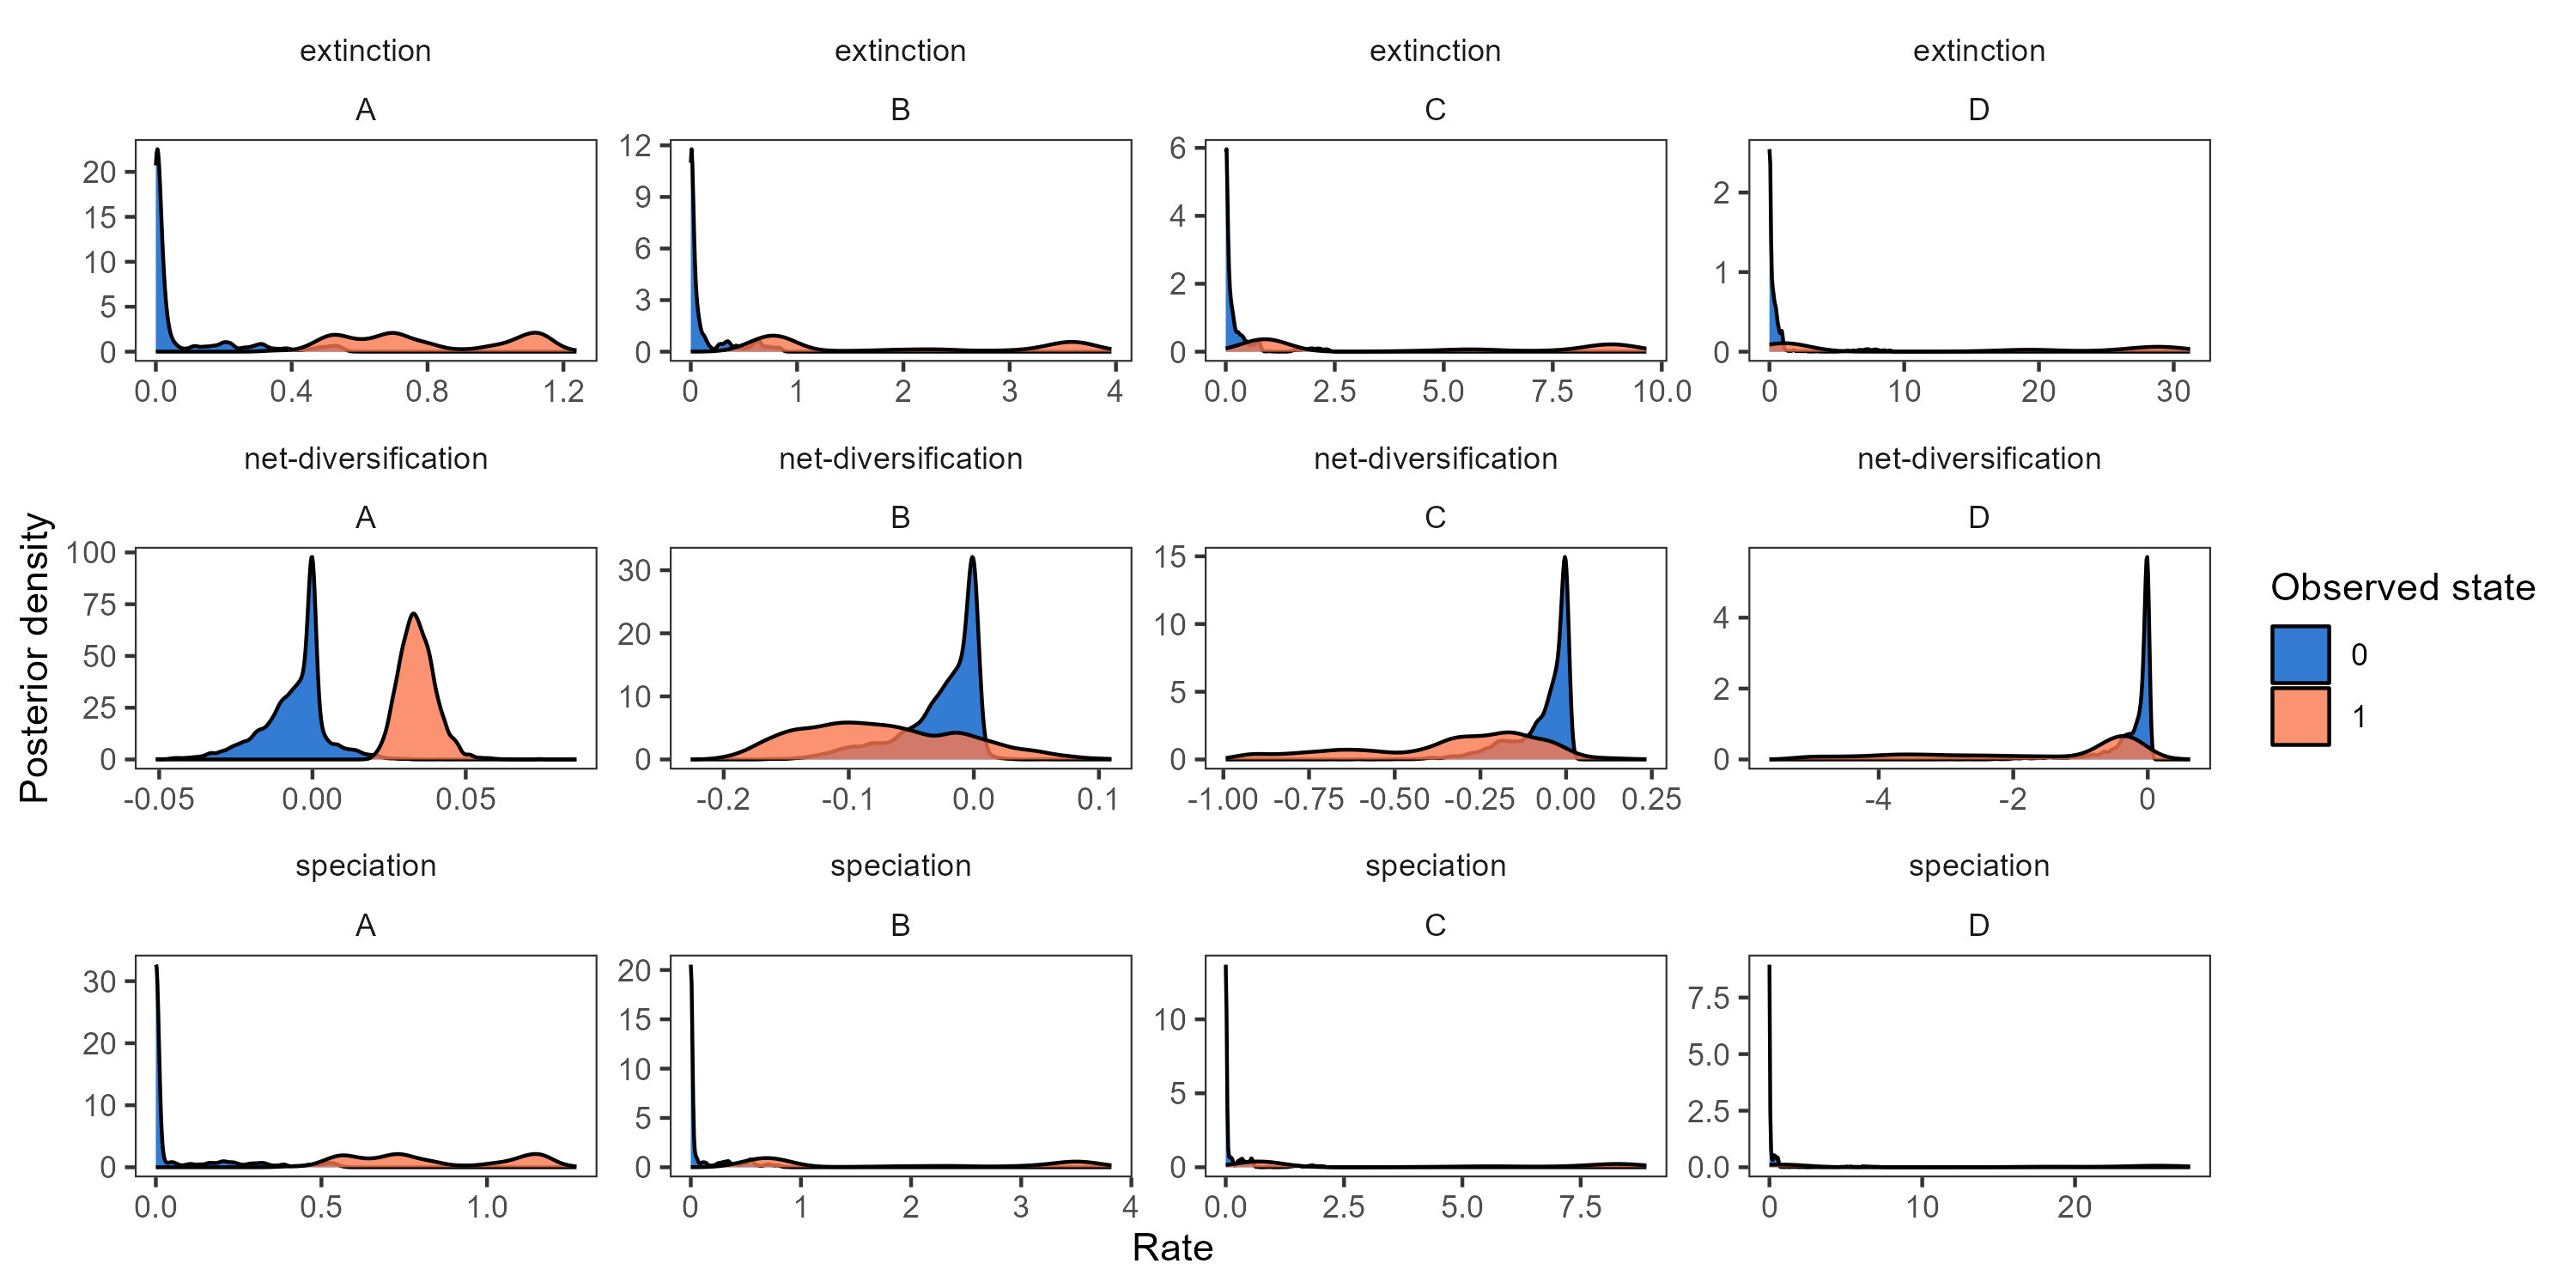 extinction extinction extinction extinction
A B C D
20 15 10 5 0
12 9 6 3 0
6 4 2 0
2 1 0
0.0 0.4 0.8 1.2
0 1 2 3 4
0.0 2.5 5.0 7.5 10.0
0 10 20 30
net-diversification net-diversification net-diversification net-diversification
A B C D
Posterior density
100 75 50 25 0
30 20 10 0
15 10 5 0
4 2 0
-0.05 0.00 0.05
-0.2 -0.1 0.0 0.1
-1.00 -0.75 -0.50 -0.25 0.00 0.25
-4 -2 0
Observed state
0
1
speciation speciation speciation speciation
A B C D
30 20 10 0
20 15 10 5 0
10 5 0
7.5 5.0 2.5 0.0
0.0 0.5 1.0
0 1 2 3 4
0.0 2.5 5.0 7.5
0 10 20
Rate